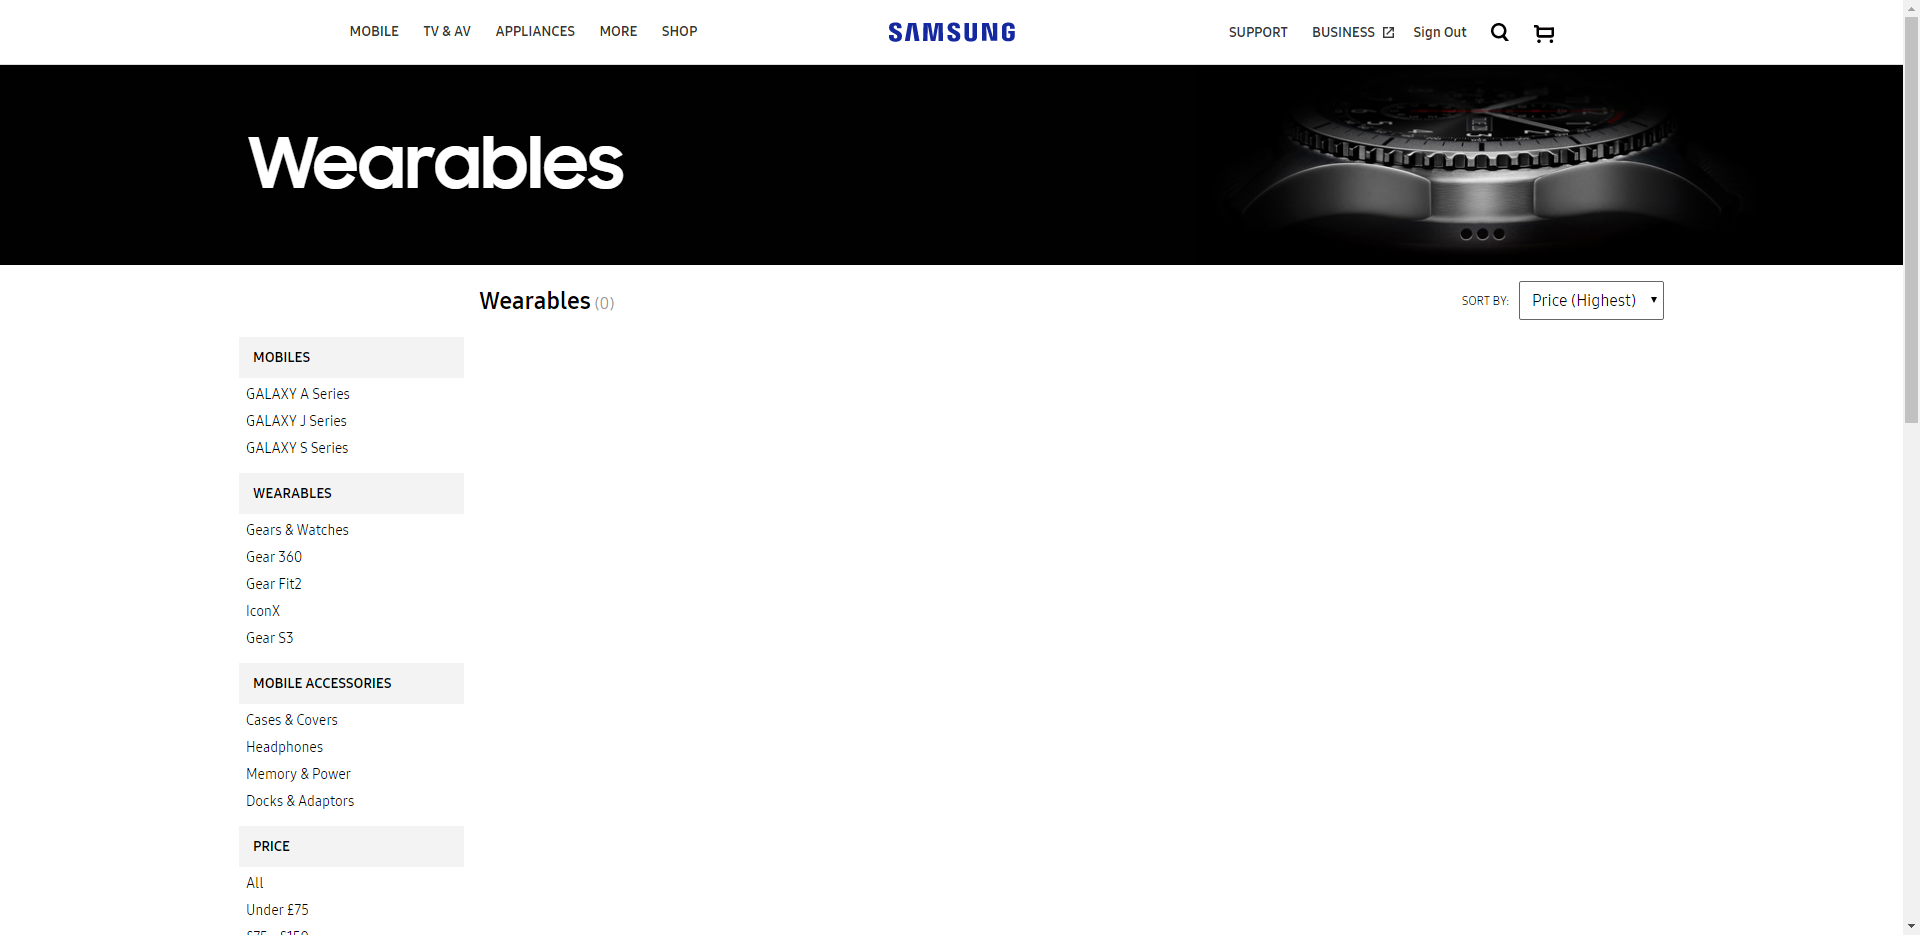 MOBILE TV & AV APPLIANCES MORE SHOP SAMSUNG SUPPORT BUSINESS Sign Out
Wearables
Wearables (0) SORT BY: Price (Highest)
MOBILES
GALAXY A Series
GALAXY J Series
GALAXY S Series
WEARABLES
Gears & Watches
Gear 360
Gear Fit2
IconX
Gear S3
MOBILE ACCESSORIES
Cases & Covers
Headphones
Memory & Power
Docks & Adaptors
PRICE
All
Under £75
£75 - £150